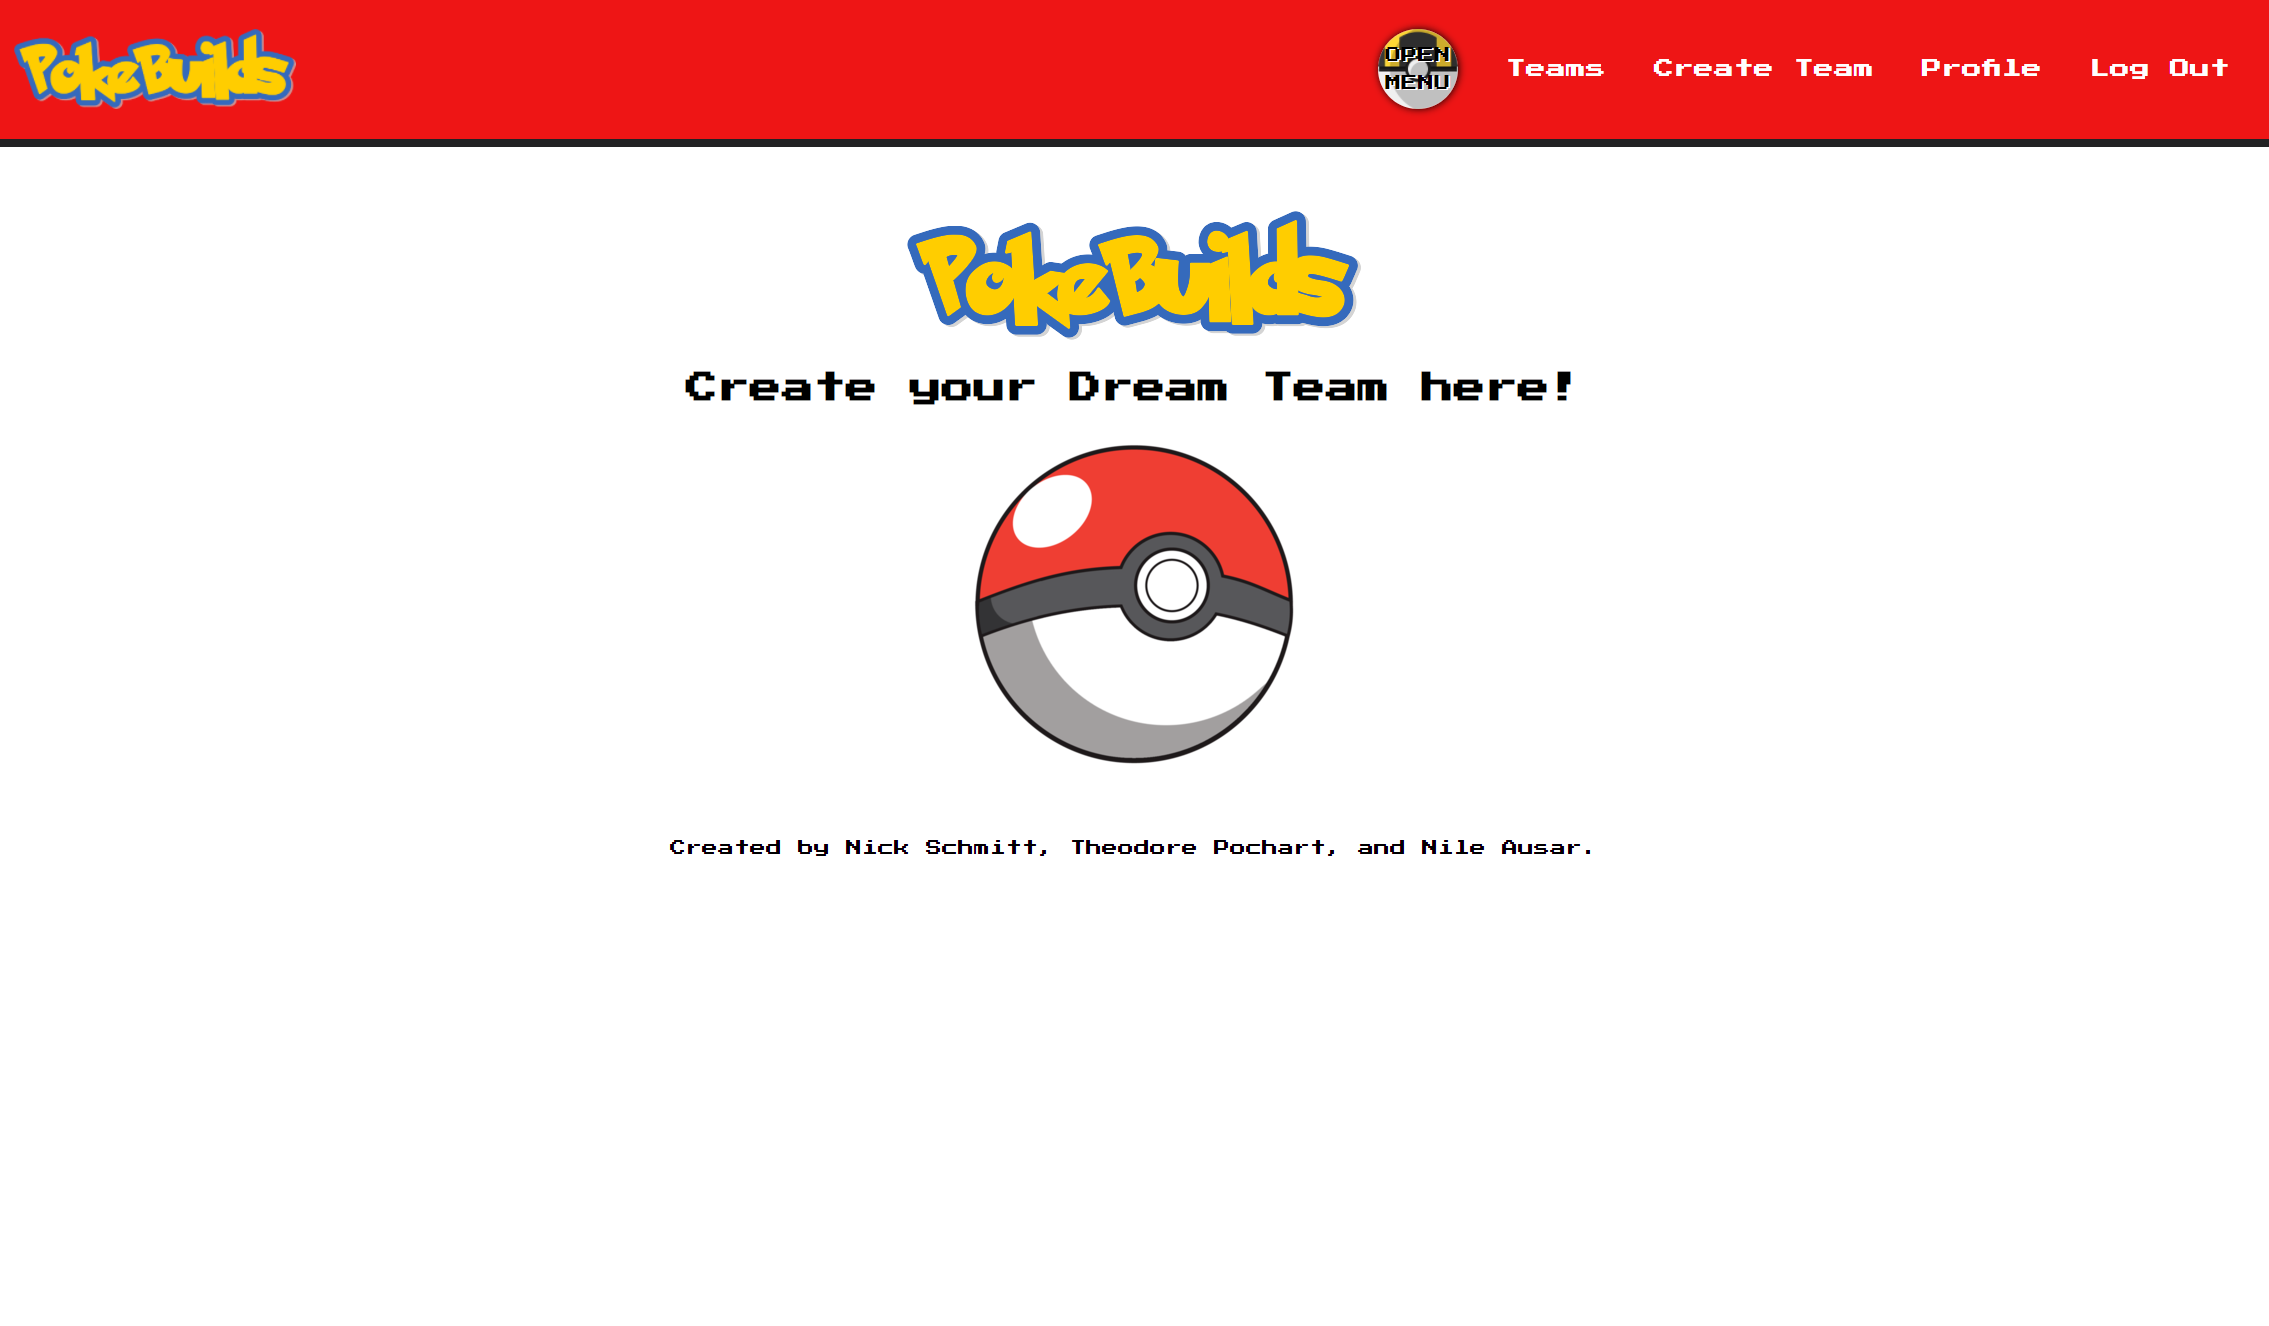 PokeBuilds
OPEN
MENU
Teams
Create Team
Profile
Log Out
PokeBuilds
Create your Dream Team here!
Created by Nick Schmitt, Theodore Pochart, and Nile Ausar.